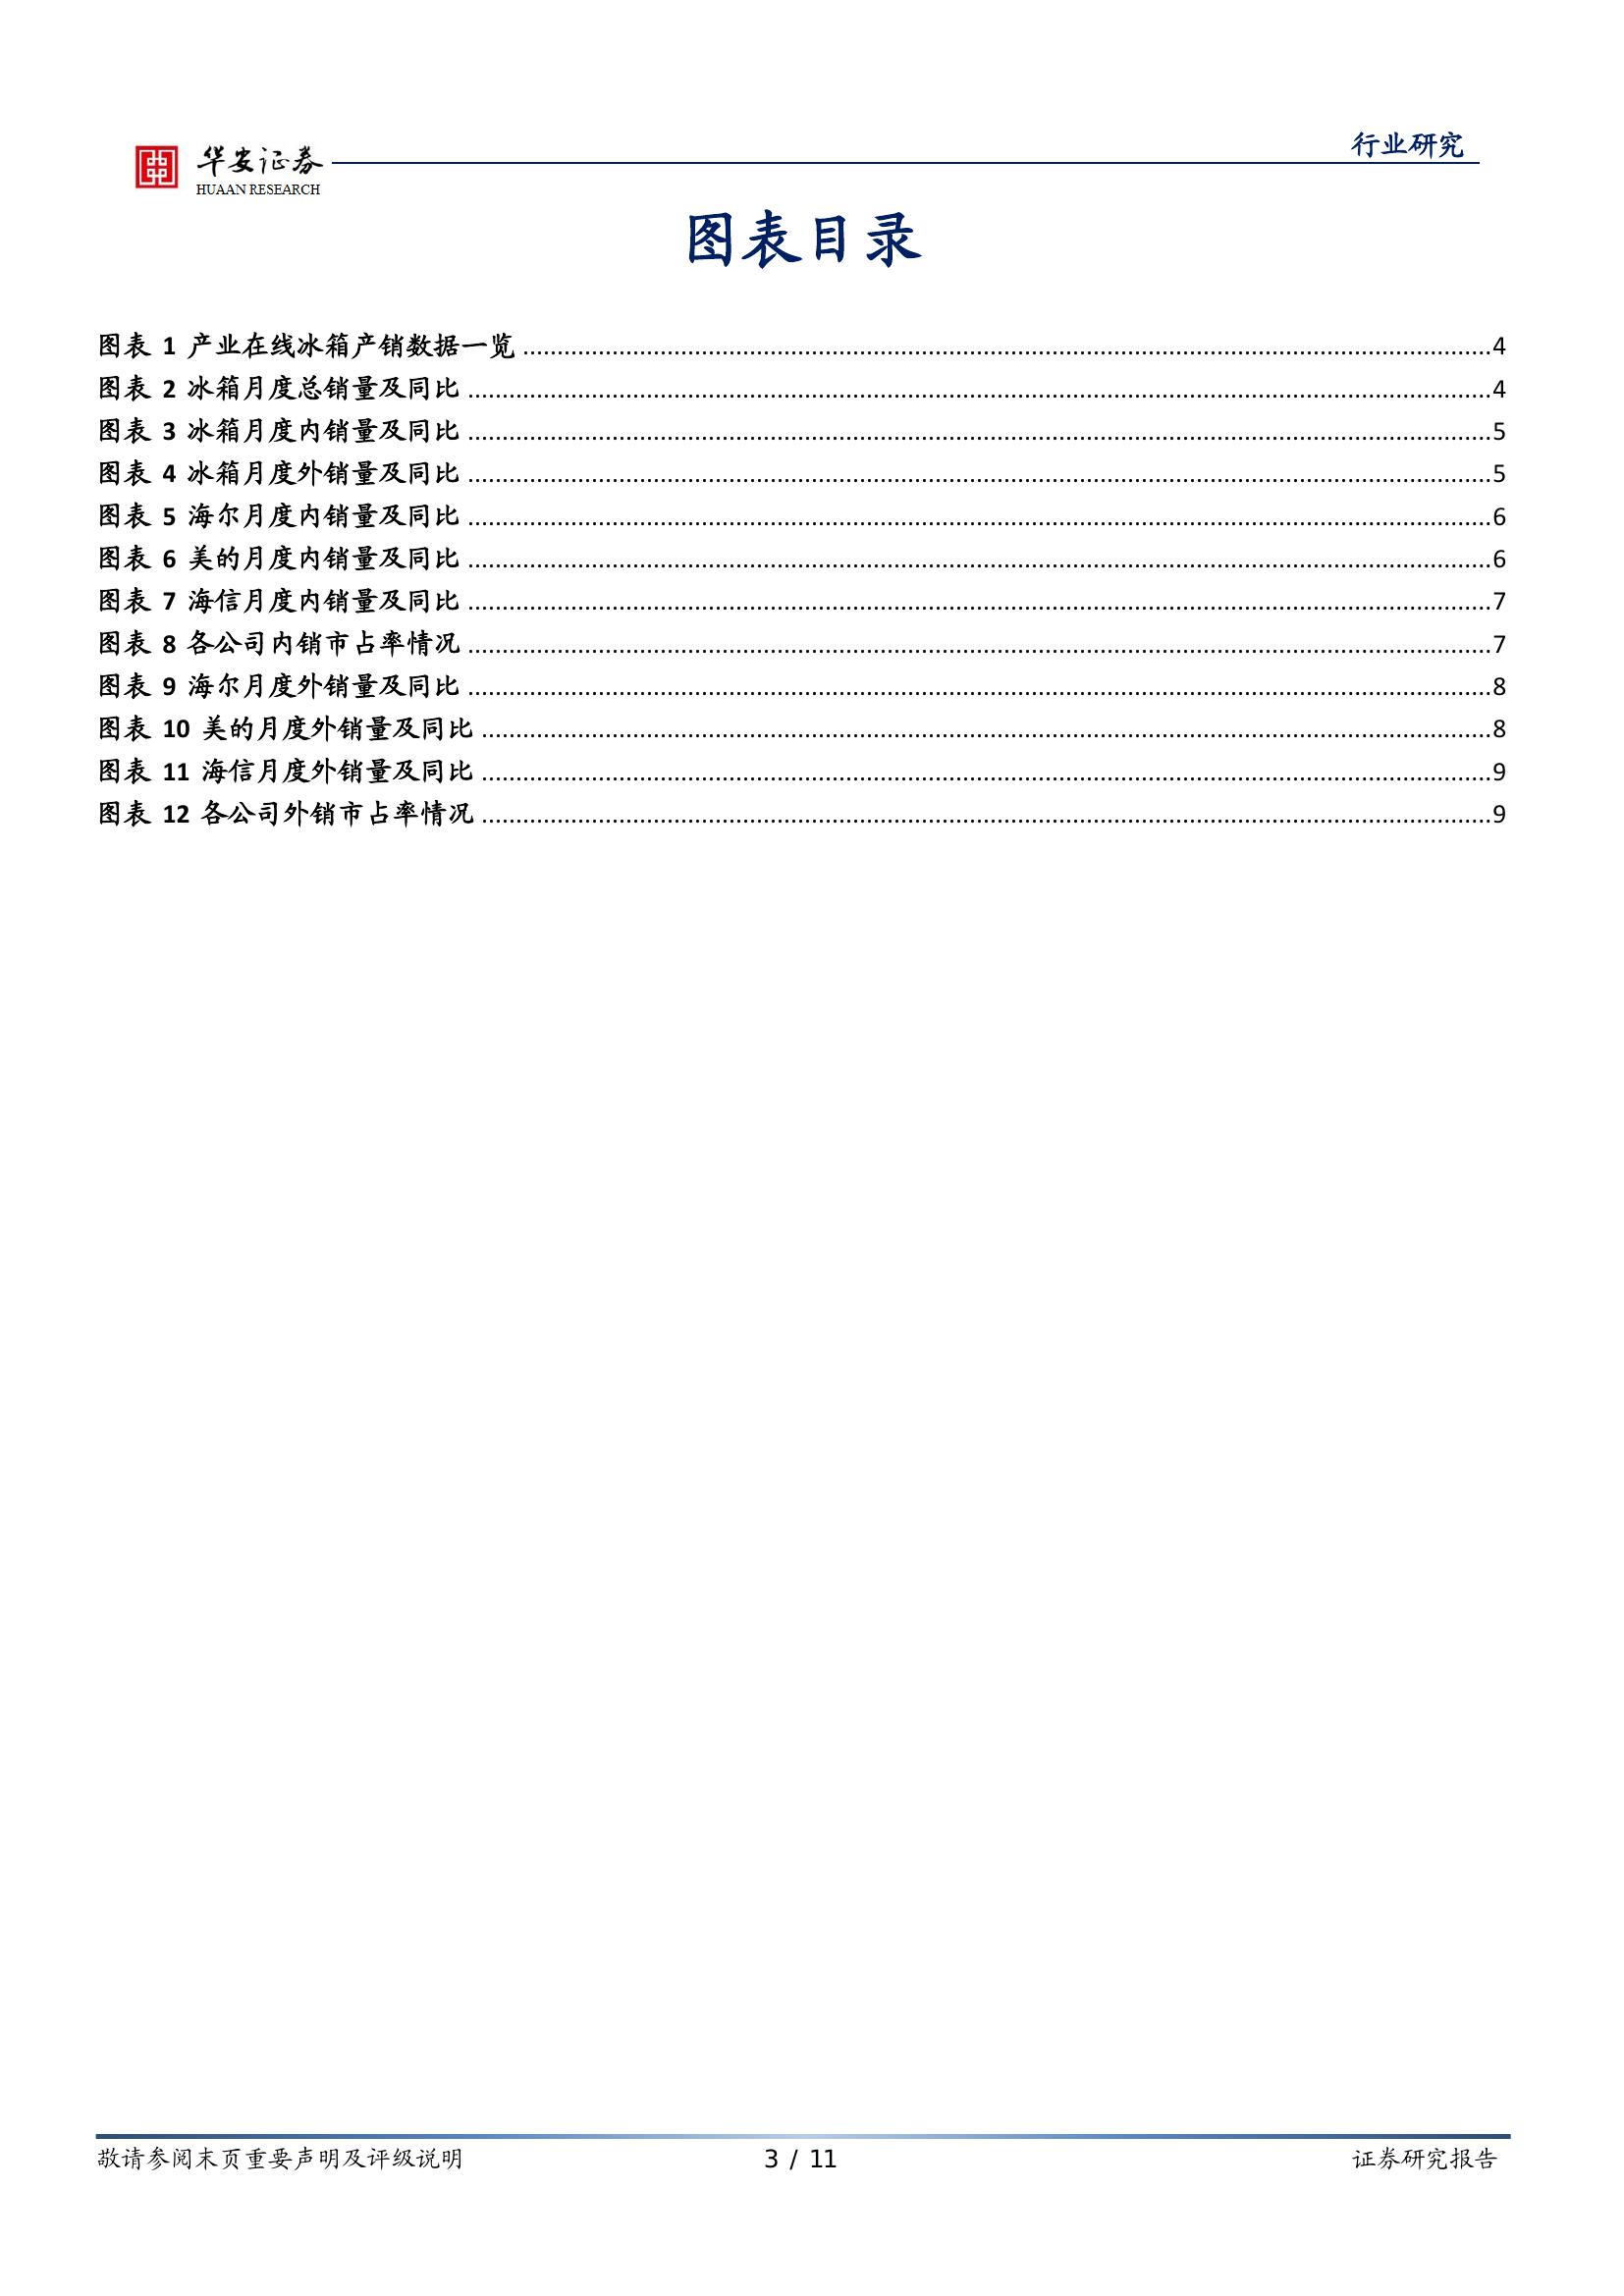 行业研究
华安证券
HUAAN RESEARCH
图表目录
图表 1 产业在线冰箱产销数据一览 ........................................ 4
图表 2 冰箱月度总销量及同比 ........................................ 4
图表 3 冰箱月度内销量及同比 ........................................ 5
图表 4 冰箱月度外销量及同比 ........................................ 5
图表 5 海尔月度内销量及同比 ........................................ 6
图表 6 美的月度内销量及同比 ........................................ 6
图表 7 海信月度内销量及同比 ........................................ 7
图表 8 各公司内销市占率情况 ........................................ 7
图表 9 海尔月度外销量及同比 ........................................ 8
图表 10 美的月度外销量及同比 ........................................ 8
图表 11 海信月度外销量及同比 ........................................ 9
图表 12 各公司外销市占率情况 ........................................ 9
敬请参阅末页重要声明及评级说明 3 / 11 证券研究报告